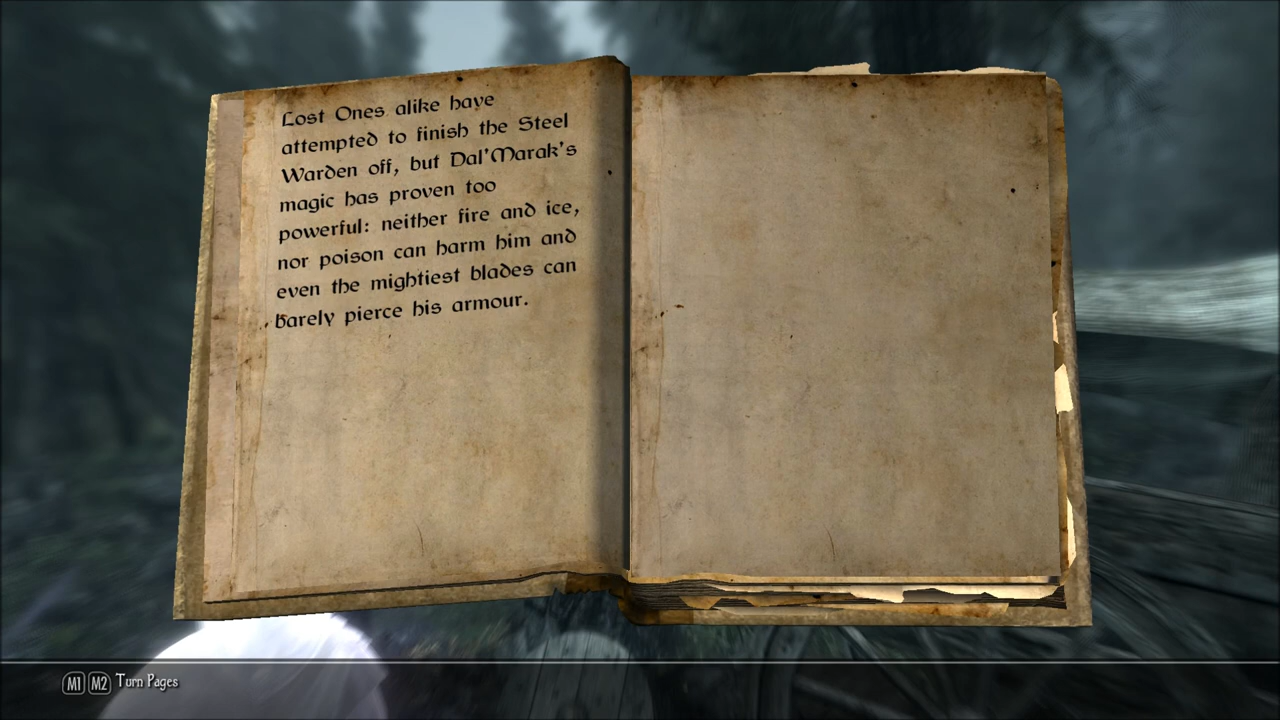 Lost Ones alike have
attempted to finish the Steel
Warden off, but Dal'Marak's
magic has proven too
powerful: neither fire and ice,
nor poison can harm him and
even the mightiest blades can
barely pierce his armour.
M1 M2 Turn Pages